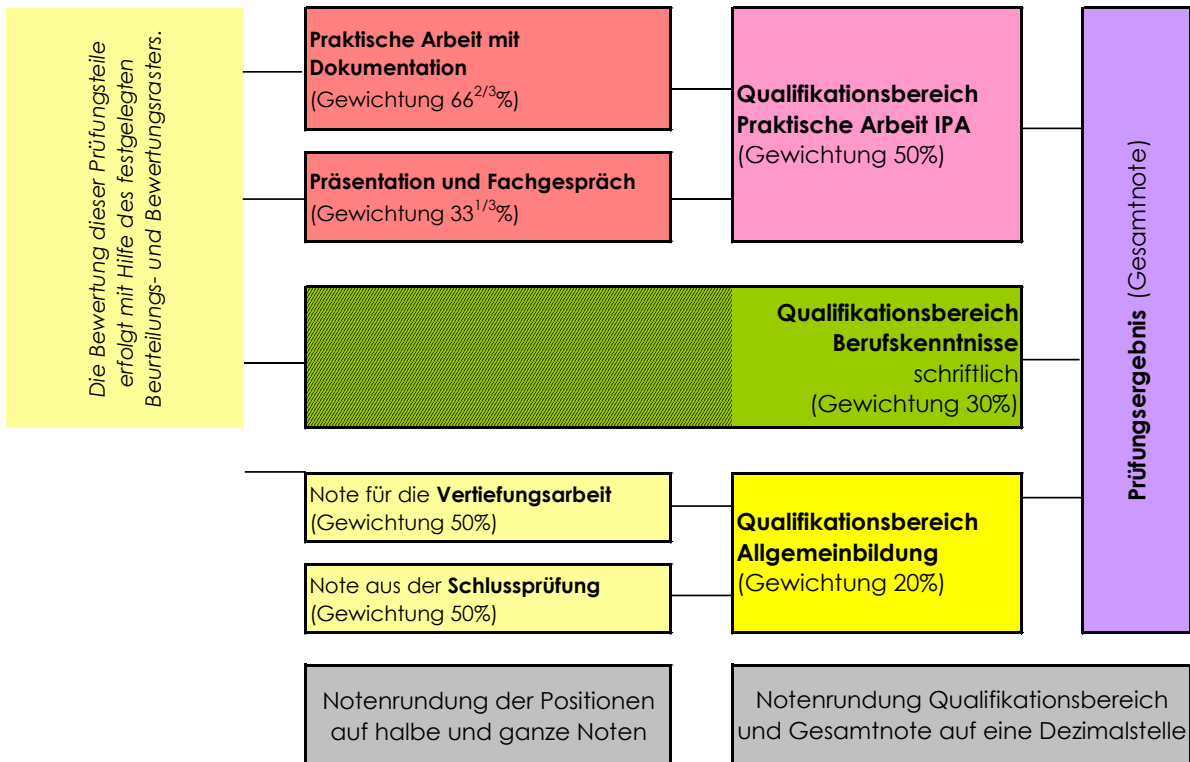 Die Bewertung dieser Prüfungsteile
erfolgt mit Hilfe des festgelegten
Beurteilungs- und Bewertungsrasters.
Praktische Arbeit mit
Dokumentation
(Gewichtung 66^2/3%)
Präsentation und Fachgespräch
(Gewichtung 33^1/3%)
Qualifikationsbereich
Praktische Arbeit IPA
(Gewichtung 50%)
Qualifikationsbereich
Berufskenntnisse
schriftlich
(Gewichtung 30%)
Note für die Vertiefungsarbeit
(Gewichtung 50%)
Note aus der Schlussprüfung
(Gewichtung 50%)
Qualifikationsbereich
Allgemeinbildung
(Gewichtung 20%)
Prüfungsergebnis (Gesamtnote)
Notenrundung der Positionen
auf halbe und ganze Noten
Notenrundung Qualifikationsbereich
und Gesamtnote auf eine Dezimalstelle